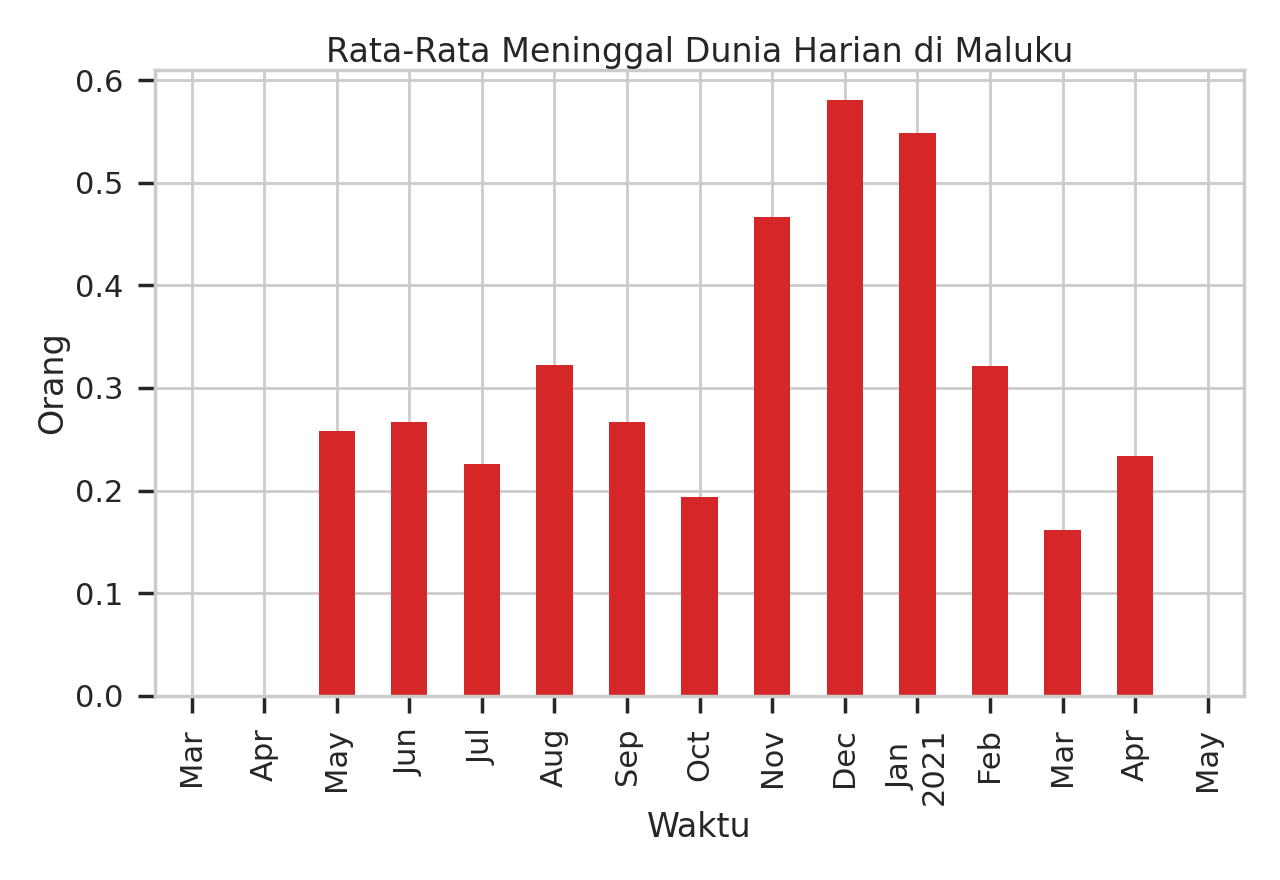 Rata-Rata Meninggal Dunia Harian di Maluku
0.6
0.5
0.4
0.3
0.2
0.1
0.0
Orang
Mar
Apr
May
Jun
Jul
Aug
Sep
Oct
Nov
Dec
Jan
2021
Feb
Mar
Apr
May
Waktu